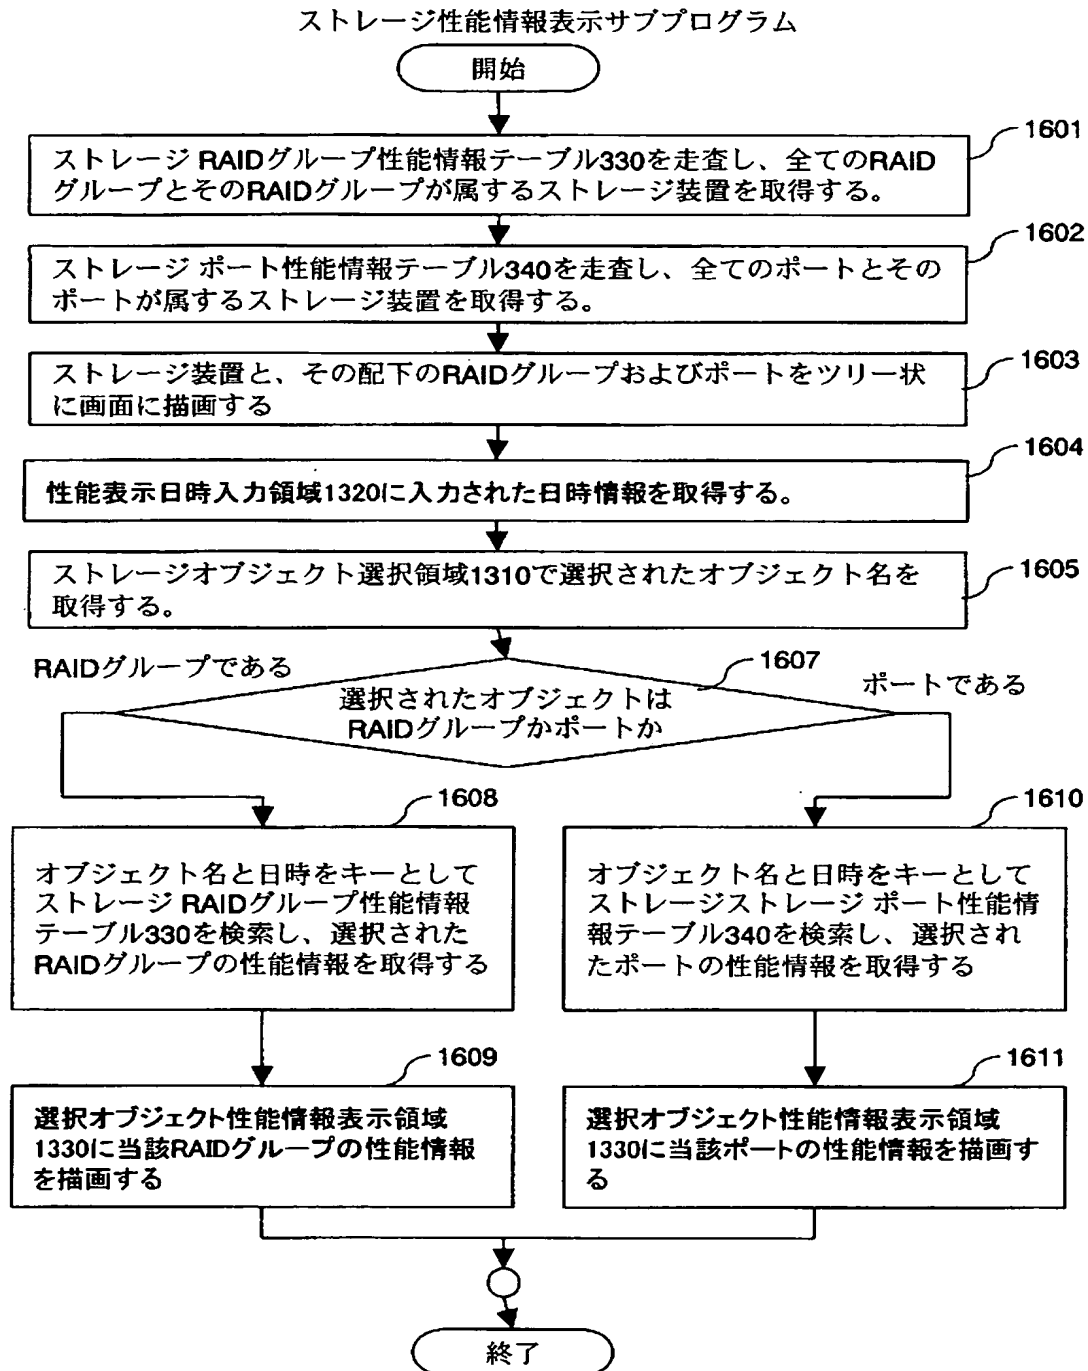 ストレージ性能情報表示サブプログラム
開始
1601
ストレージ RAIDグループ性能情報テーブル330を走査し、全てのRAID
グループとそのRAIDグループが属するストレージ装置を取得する。
1602
ストレージ ポート性能情報テーブル340を走査し、全てのポートとその
ポートが属するストレージ装置を取得する。
1603
ストレージ装置と、その配下のRAIDグループおよびポートをツリー状
に画面に描画する
1604
性能表示日時入力領域1320に入力された日時情報を取得する。
1605
ストレージオブジェクト選択領域1310で選択されたオブジェクト名を
取得する。
RAIDグループである
1607
ポートである
選択されたオブジェクトは
RAIDグループかポートか
1608
オブジェクト名と日時をキーとして
ストレージ RAIDグループ性能情報
テーブル330を検索し、選択された
RAIDグループの性能情報を取得する
1610
オブジェクト名と日時をキーとして
ストレージストレージ ポート性能情
報テーブル340を検索し、選択され
たポートの性能情報を取得する
1609
選択オブジェクト性能情報表示領域
1330に当該RAIDグループの性能情報
を描画する
1611
選択オブジェクト性能情報表示領域
1330に当該ポートの性能情報を描画す
る
終了